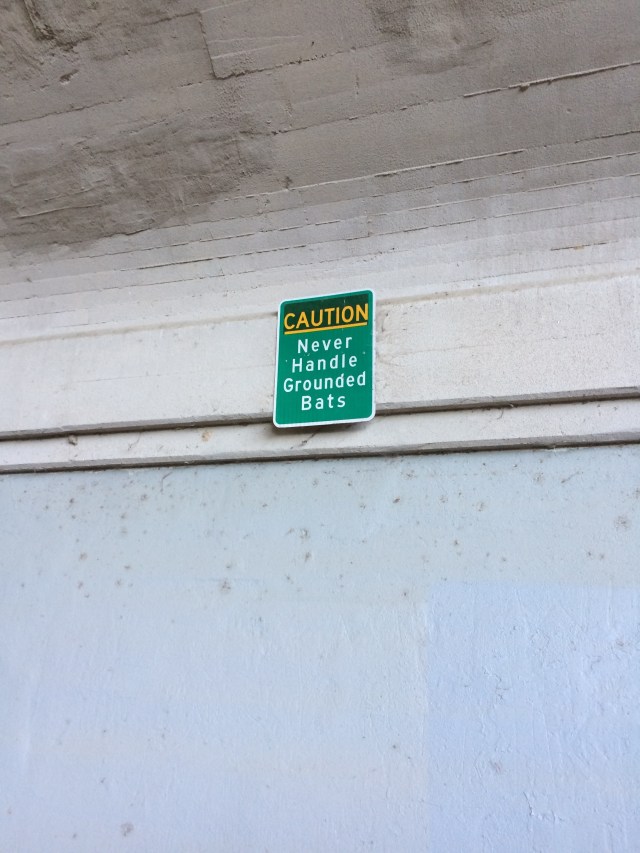 CAUTION
Never
Handle
Grounded
Bats